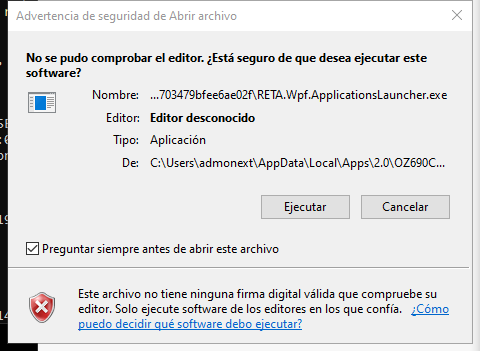 Advertencia de seguridad de Abrir archivo
No se pudo comprobar el editor. ¿Está seguro de que desea ejecutar este
software?
Nombre: ...703479bfee6ae02f\RETA.Wpf.ApplicationsLauncher.exe
Editor: Editor desconocido
Tipo: Aplicación
De: C:\Users\admonext\AppData\Local\Apps\2.0\OZ690C...
Ejecutar
Cancelar
Preguntar siempre antes de abrir este archivo
Este archivo no tiene ninguna firma digital válida que compruebe su
editor. Solo ejecute software de los editores en los que confía. ¿Cómo
puedo decidir qué software debo ejecutar?